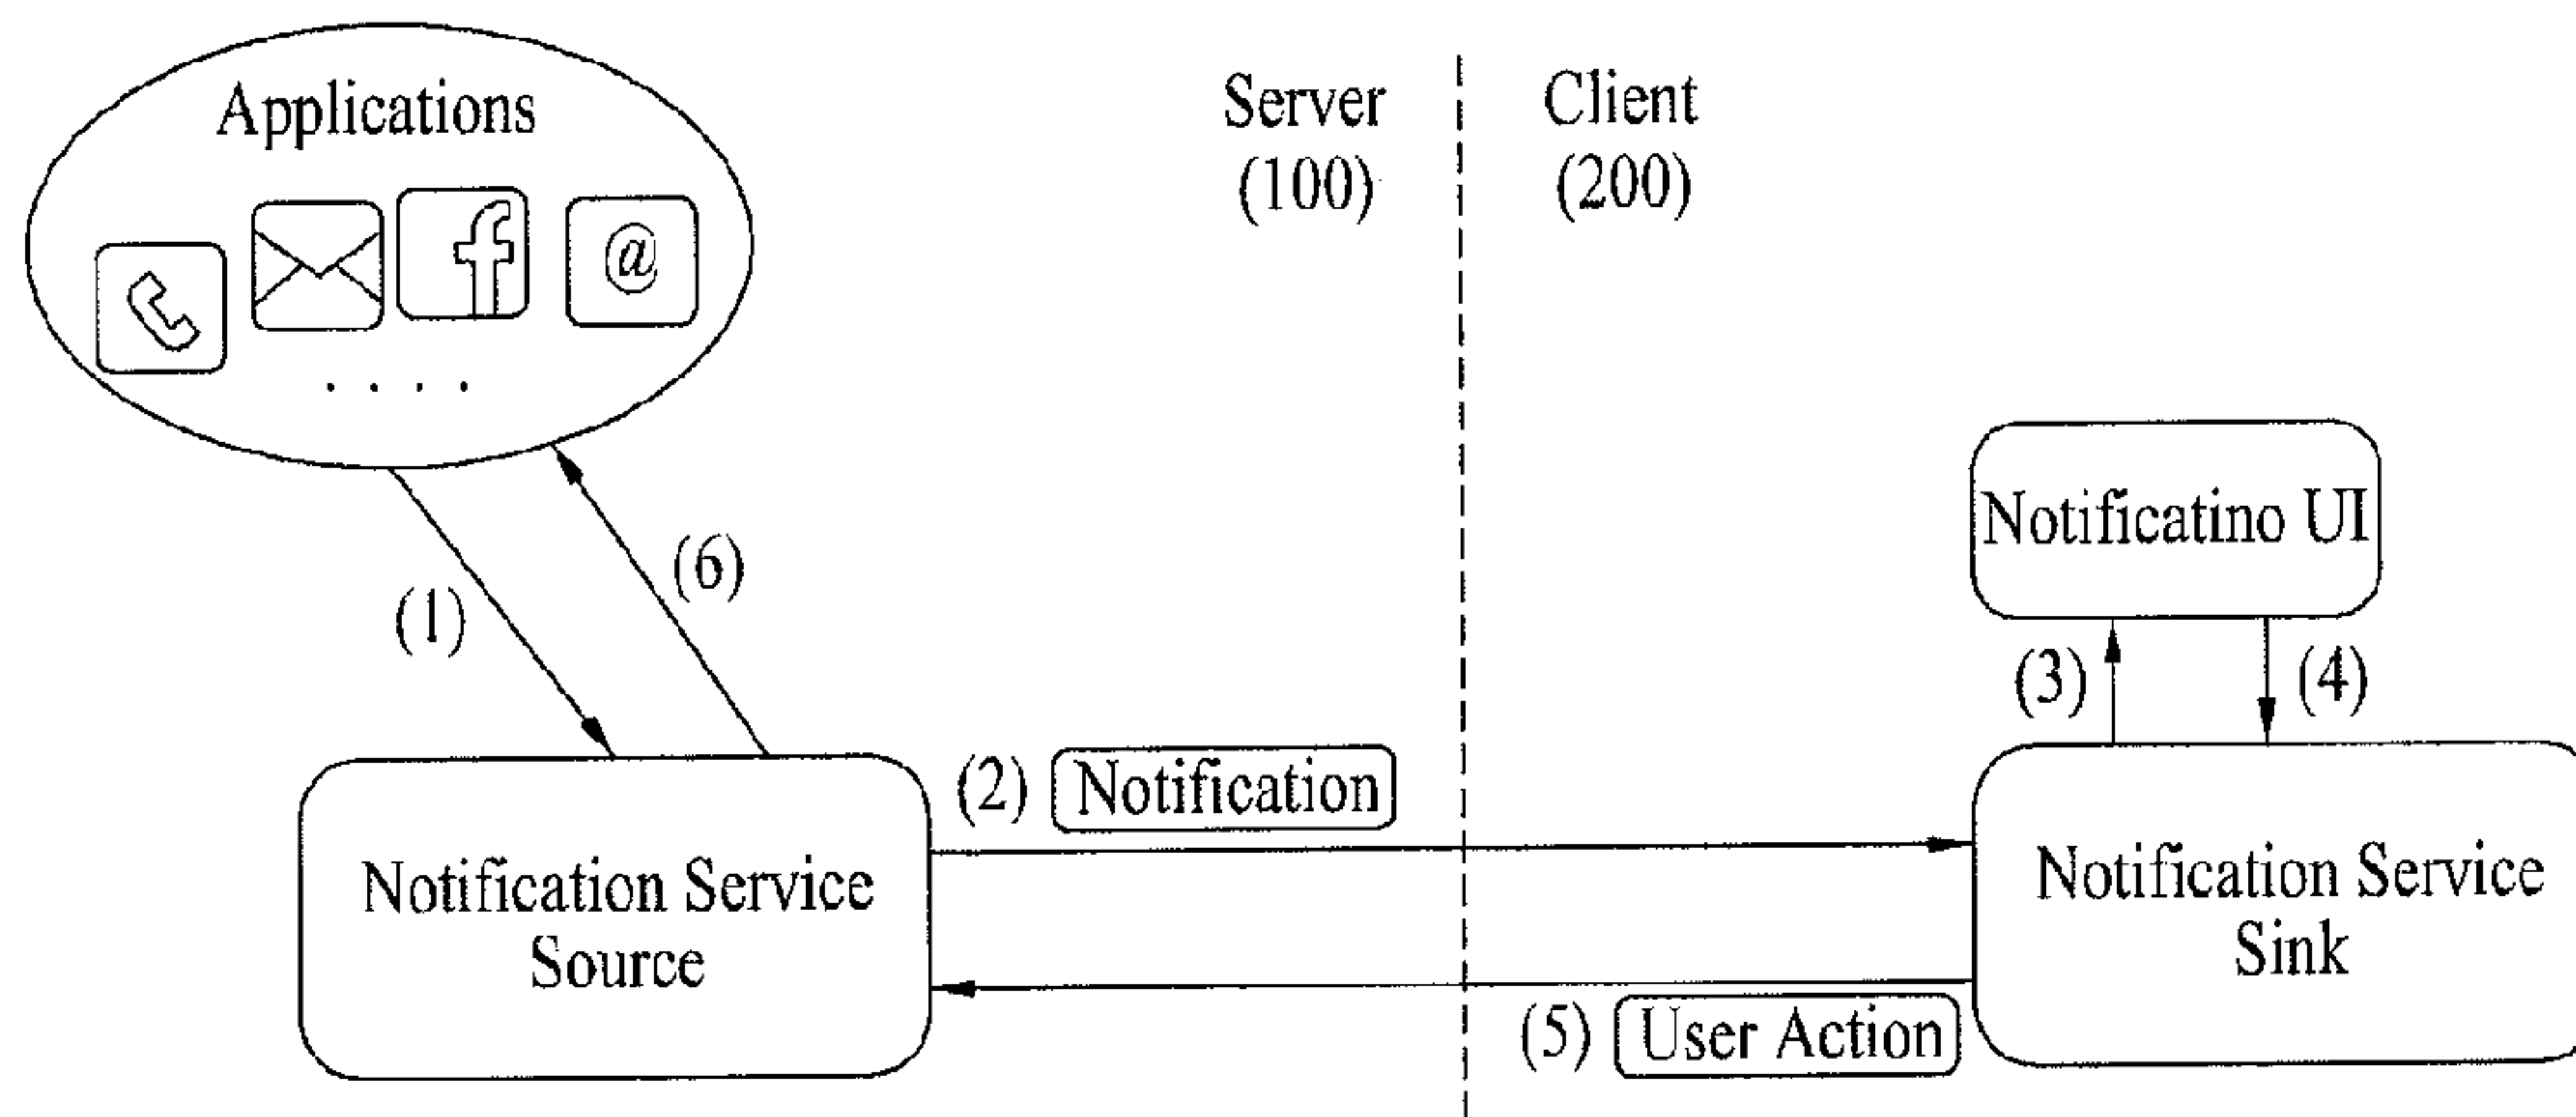 Applications
f
@
. . . .
Server
(100)
Client
(200)
Notificatino UI
(1)
(6)
(3)
(4)
(2) Notification
Notification Service
Source
Notification Service
Sink
(5) User Action